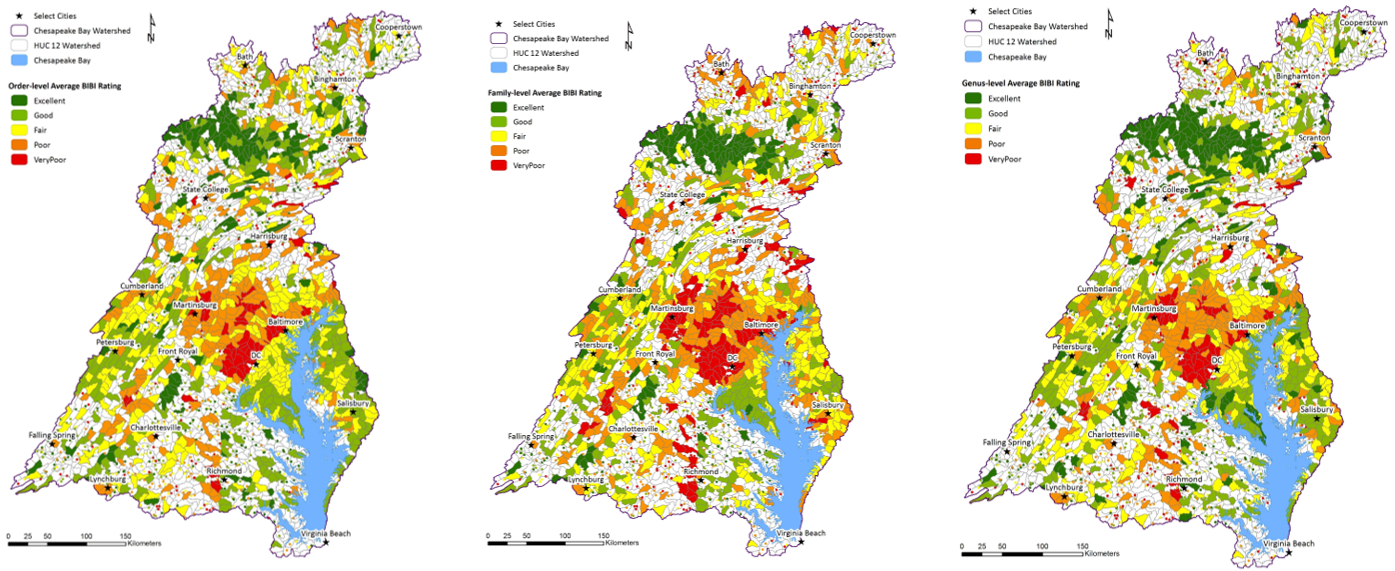 Select Cities
Chesapeake Bay Watershed
HUC 12 Watershed
Chesapeake Bay
N
Order-level Average BIBI Rating
Excellent
Good
Fair
Poor
VeryPoor
Cooperstown
Bath
Binghamton
Scranton
State College
Harrisburg
Cumberland
Martinsburg
Baltimore
Petersburg
Front Royal
DC
Salisbury
Charlottesville
Falling Spring
Richmond
Lynchburg
Virginia Beach
0 25 50 100 150
Kilometers
Select Cities
Chesapeake Bay Watershed
HUC 12 Watershed
Chesapeake Bay
N
Family-level Average BIBI Rating
Excellent
Good
Fair
Poor
VeryPoor
Cooperstown
Bath
Binghamton
Scranton
State College
Harrisburg
Cumberland
Martinsburg
Baltimore
Petersburg
Front Royal
DC
Salisbury
Charlottesville
Falling Spring
Richmond
Lynchburg
Virginia Beach
0 25 50 100 150
Kilometers
Select Cities
Chesapeake Bay Watershed
HUC 12 Watershed
Chesapeake Bay
N
Genus-level Average BIBI Rating
Excellent
Good
Fair
Poor
VeryPoor
Cooperstown
Bath
Binghamton
Scranton
State College
Harrisburg
Cumberland
Martinsburg
Baltimore
Petersburg
Front Royal
DC
Salisbury
Charlottesville
Falling Spring
Richmond
Lynchburg
Virginia Beach
0 25 50 100 150
Kilometers